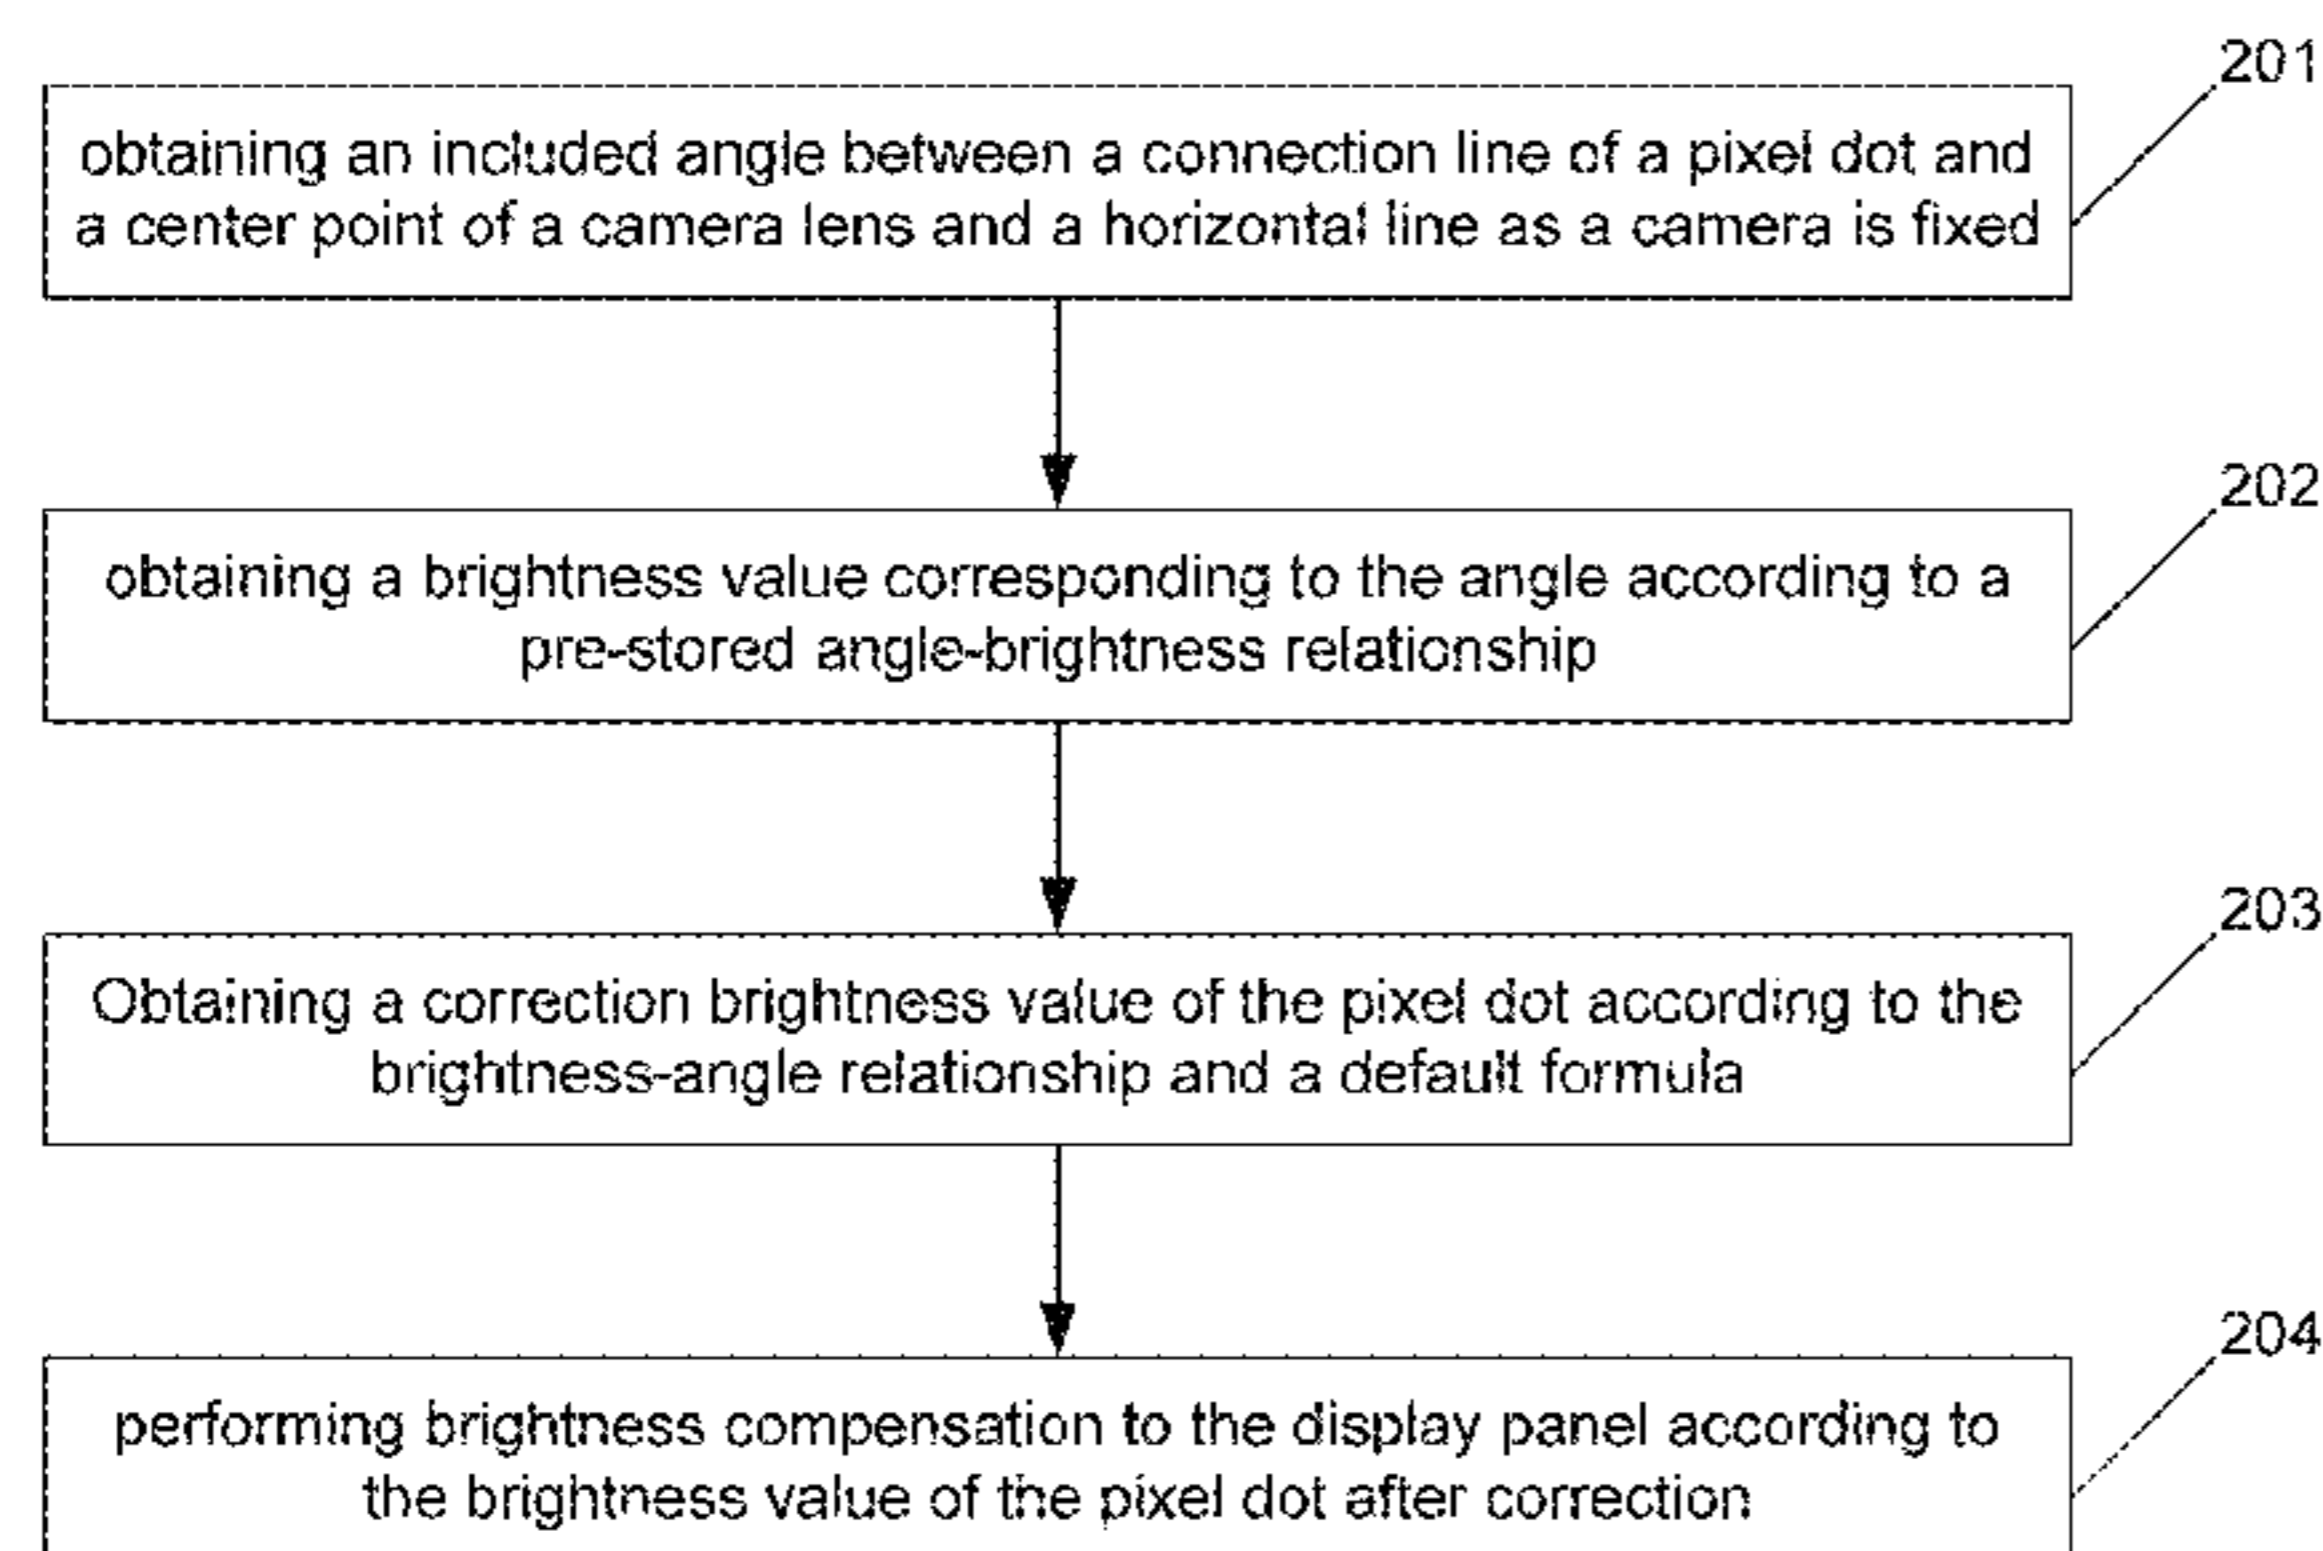 201
obtaining an included angle between a connection line of a pixel dot and
a center point of a camera lens and a horizontal line as a camera is fixed
202
obtaining a brightness value corresponding to the angle according to a
pre-stored angle-brightness relationship
203
Obtaining a correction brightness value of the pixel dot according to the
brightness-angle relationship and a default formula
204
performing brightness compensation to the display panel according to
the brightness value of the pixel dot after correction